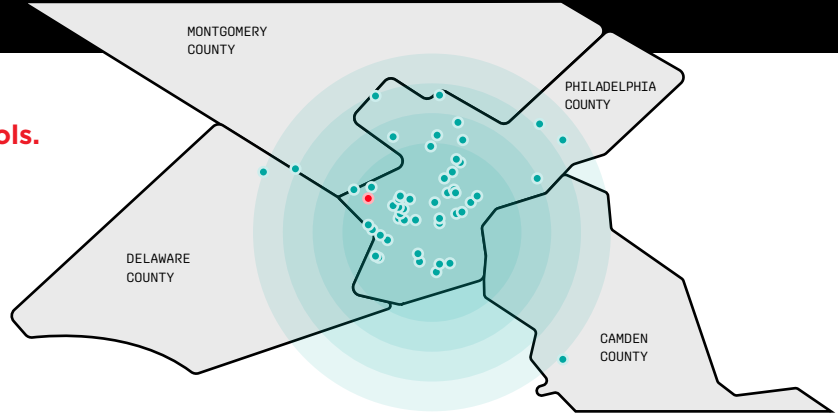 MONTGOMERY
COUNTY
PHILADELPHIA
COUNTY
ols.
DELAWARE
COUNTY
CAMDEN
COUNTY